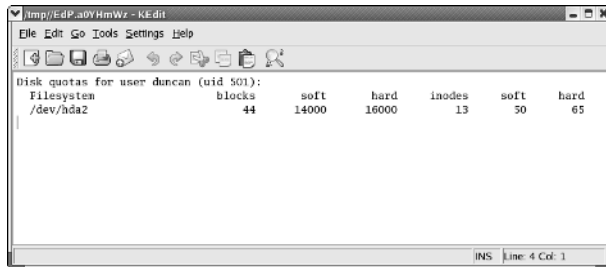 /tmp//EdP.a0YHmWz - KEdit
File Edit Go Tools Settings Help
Disk quotas for user duncan (uid 501):
Filesystem blocks soft hard inodes soft hard
/dev/hda2 44 14000 16000 13 50 65
INS Line: 4 Col: 1